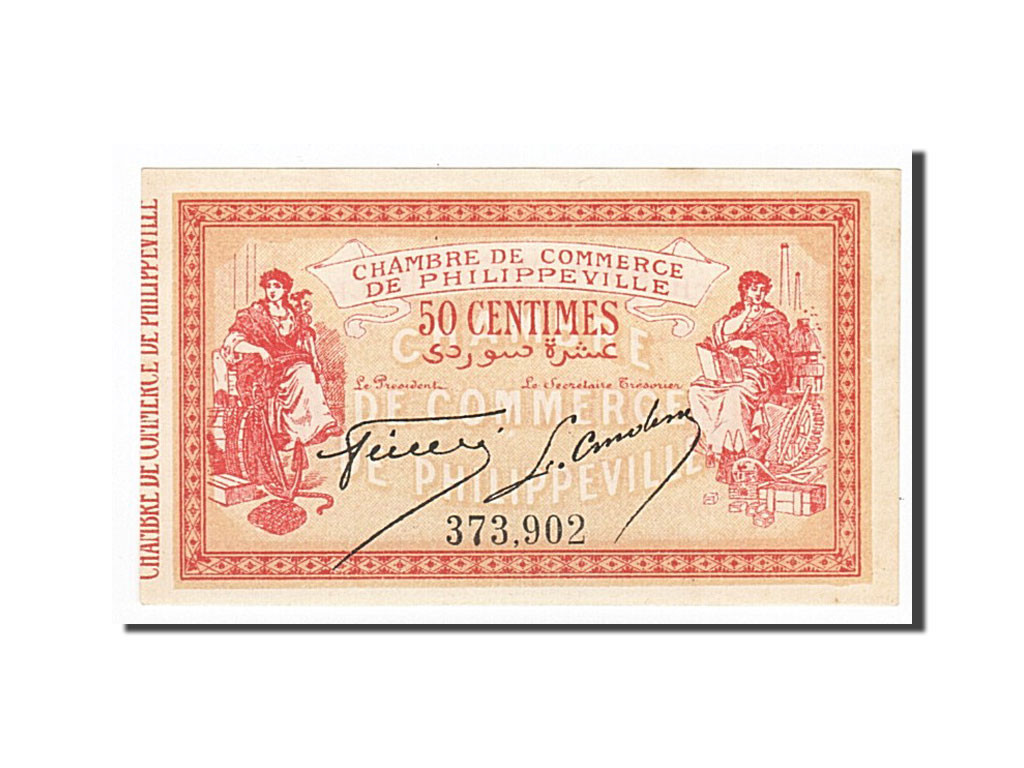 CHAMBRE DE COMMERCE DE PHILIPPEVILLE
CHAMBRE DE COMMERCE
DE PHILIPPEVILLE
50 CENTIMES
عشرة صوردي
Le Président
Le Secrétaire Trésorier
CHAMBRE
DE COMMERCE
DE PHILIPPEVILLE
373,902